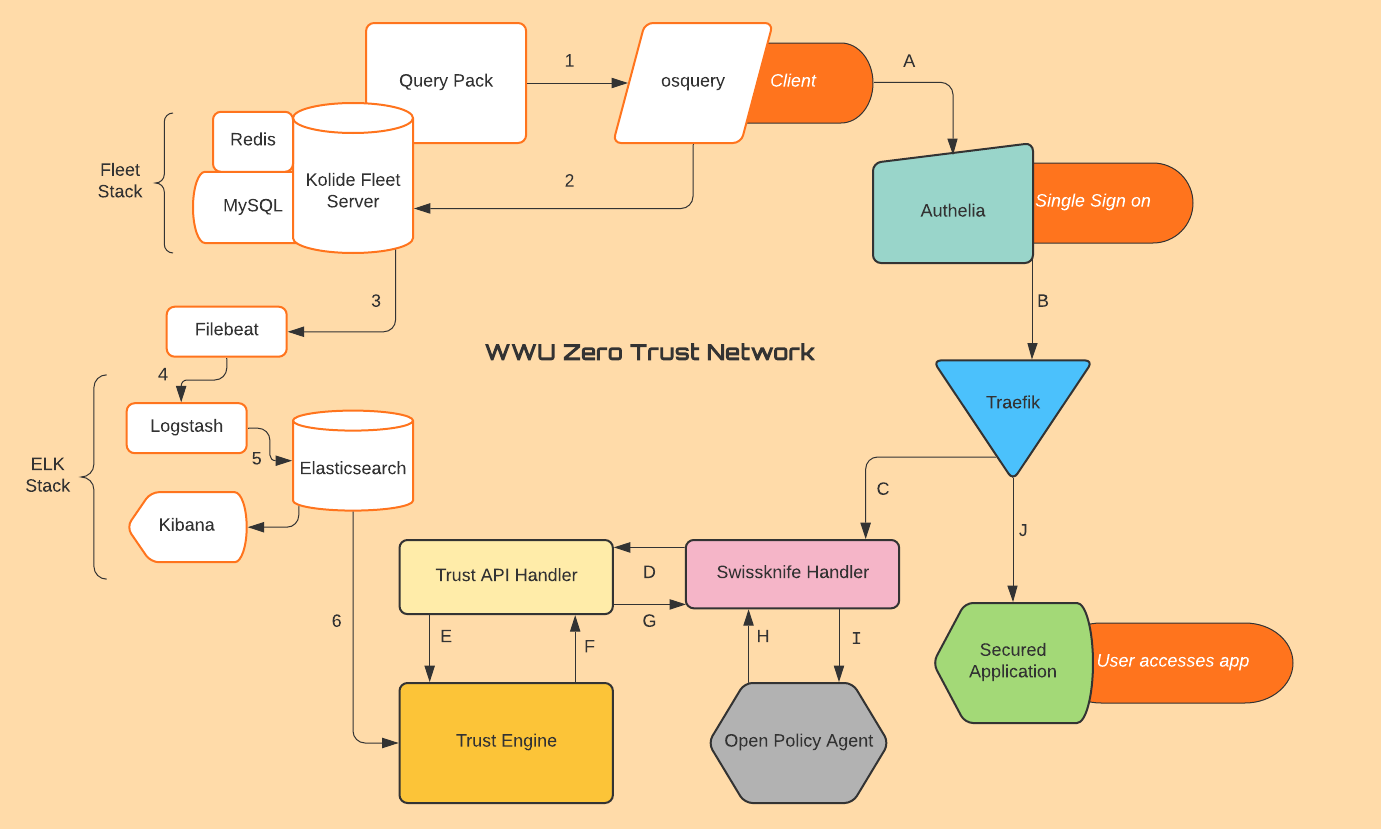 Query Pack
1
osquery
Client
A
Redis
MySQL
Kolide Fleet
Server
Fleet
Stack
2
Authelia
Single Sign on
3
B
Filebeat
WWU Zero Trust Network
4
Logstash
5
Elasticsearch
ELK
Stack
Kibana
Traefik
C
J
Trust API Handler
D
G
Swissknife Handler
6
E
F
H
I
Secured
Application
User accesses app
Trust Engine
Open Policy Agent